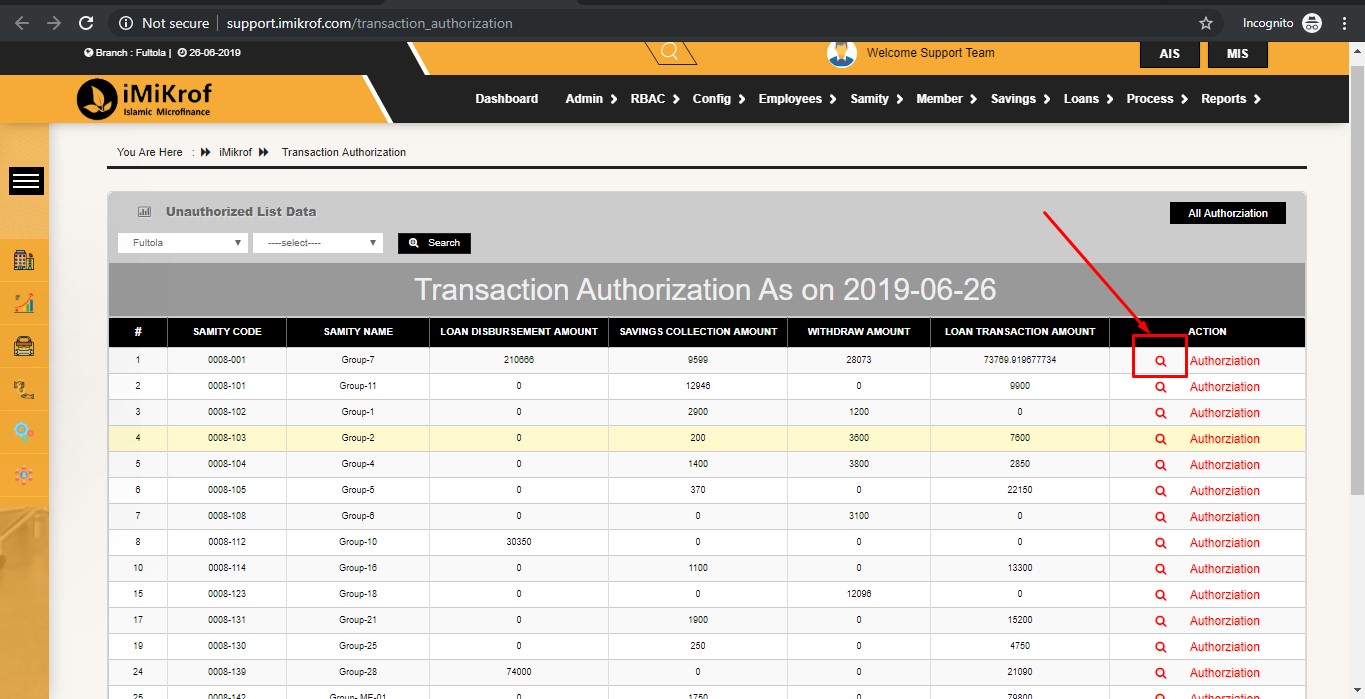 Not secure | support.imikrof.com/transaction_authorization Incognito
Branch : Fultola | 26-06-2019 Welcome Support Team AIS MIS
iMiKrof
Islamic Microfinance
Dashboard Admin RBAC Config Employees Samity Member Savings Loans Process Reports
You Are Here : iMikrof Transaction Authorization
Unauthorized List Data All Authorziation
Fultola ----select---- Search
Transaction Authorization As on 2019-06-26
# SAMITY CODE SAMITY NAME LOAN DISBURSEMENT AMOUNT SAVINGS COLLECTION AMOUNT WITHDRAW AMOUNT LOAN TRANSACTION AMOUNT ACTION
1 0008-001 Group-7 210666 9599 28073 73769.919677734 Authorziation
2 0008-101 Group-11 0 12946 0 9900 Authorziation
3 0008-102 Group-1 0 2900 1200 0 Authorziation
4 0008-103 Group-2 0 200 3600 7600 Authorziation
5 0008-104 Group-4 0 1400 3800 2850 Authorziation
6 0008-105 Group-5 0 370 0 22150 Authorziation
7 0008-108 Group-6 0 0 3100 0 Authorziation
8 0008-112 Group-10 30350 0 0 0 Authorziation
10 0008-114 Group-16 0 1100 0 13300 Authorziation
15 0008-123 Group-18 0 0 12096 0 Authorziation
17 0008-131 Group-21 0 1900 0 15200 Authorziation
19 0008-130 Group-25 0 250 0 4750 Authorziation
24 0008-139 Group-28 74000 0 0 21090 Authorziation
25 0008-142 Group- ME-01 0 1750 0 79800 Authorziation